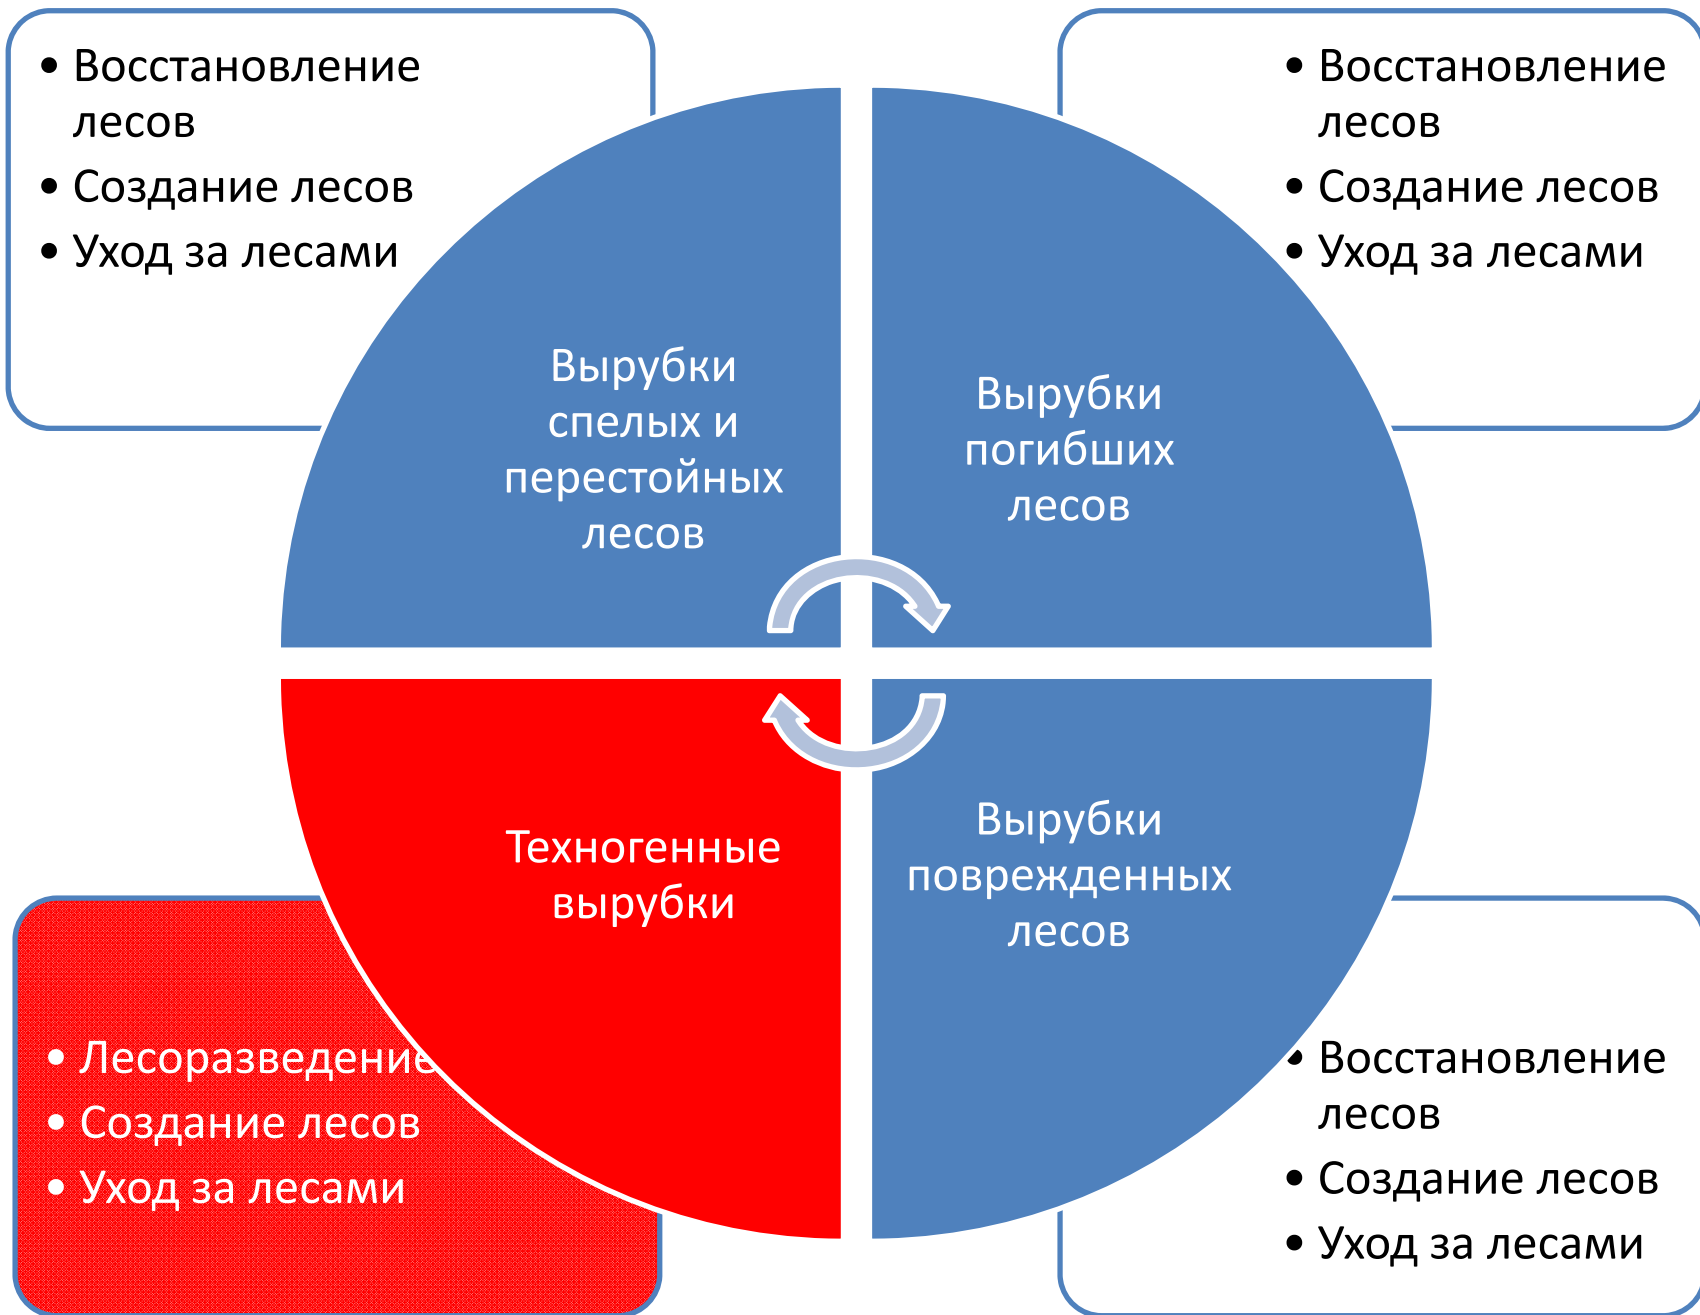 • Восстановление
лесов
• Создание лесов
• Уход за лесами
• Восстановление
лесов
• Создание лесов
• Уход за лесами
Вырубки
спелых и
перестойных
лесов
Вырубки
погибших
лесов
Техногенные
вырубки
Вырубки
поврежденных
лесов
• Лесоразведение
• Создание лесов
• Уход за лесами
• Восстановление
лесов
• Создание лесов
• Уход за лесами